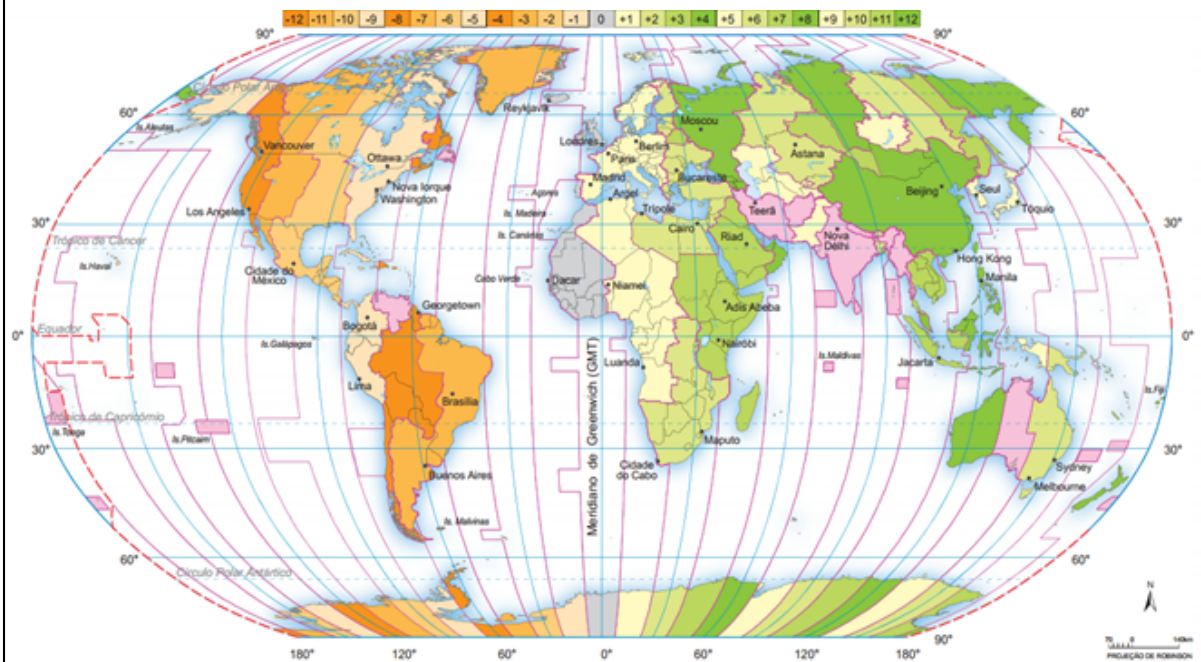 -12 -11 -10 -9 -8 -7 -6 -5 -4 -3 -2 -1 0 +1 +2 +3 +4 +5 +6 +7 +8 +9 +10 +11 +12
90° 90°
Círculo Polar Ártico
60° 60°
Is.Aleutas
Reykjavik
Moscou
Vancouver
Londres
Berlim
Paris
Astana
Ottawa
Nova Iorque
Washington
Madrid
Bucareste
Beijing
Seul
Açores
Argel
Los Angeles
Is. Madeira
Trípole
Teerã
Tóquio
30° 30°
Cairo
Is. Canárias
Riad
Nova
Délhi
Trópico de Câncer
Is.Havaí
Hong Kong
Cidade do
México
Cabo Verde
Dacar
Niamei
Manila
Georgetown
Adis Abeba
Bogotá
Equador
0° 0°
Is.Galápagos
Nairóbi
Is.Maldivas
Jacarta
Luanda
Lima
Brasília
Is.Fiji
Trópico de Capricórnio
Is.Tonga
Is.Pitcairn
Maputo
30° 30°
Cidade
do Cabo
Sydney
Melbourne
Buenos Aires
Meridiano de Greenwich (GMT)
Is. Malvinas
60° 60°
Círculo Polar Antártico
N
90° 90°
180° 120° 60° 0° 60° 120° 180°
PROJEÇÃO DE ROBINSON